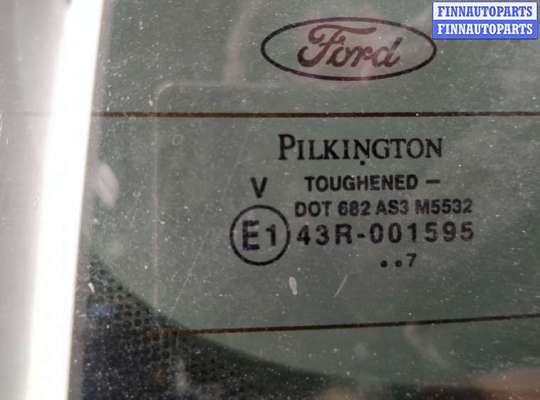 FINNAUTOPARTS
FINNAUTOPARTS
Ford
PILKINGTON
V TOUGHENED –
DOT 682 AS3 M5532
E1 43R-001595
..7